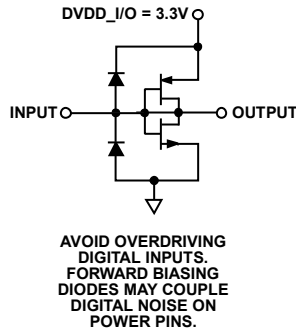 DVDD_I/O = 3.3V
INPUT
OUTPUT
AVOID OVERDRIVING
DIGITAL INPUTS.
FORWARD BIASING
DIODES MAY COUPLE
DIGITAL NOISE ON
POWER PINS.